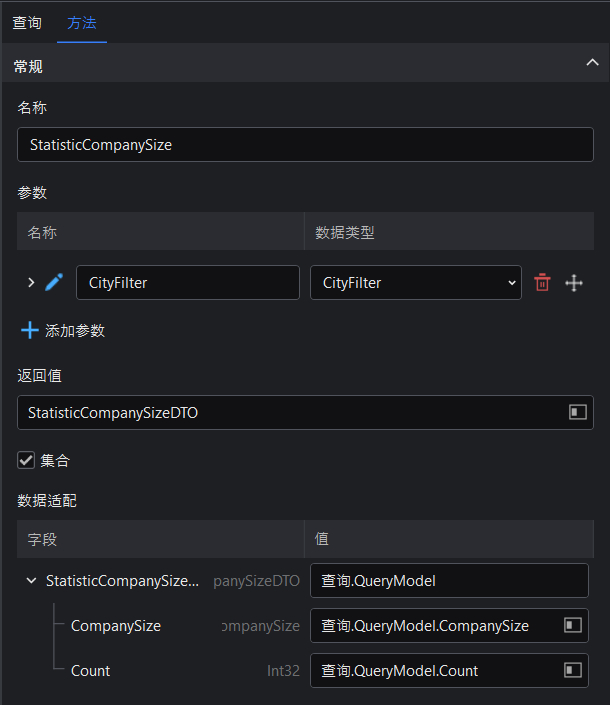 查询 方法
常规
名称
StatisticCompanySize
参数
名称 数据类型
CityFilter CityFilter
添加参数
返回值
StatisticCompanySizeDTO
集合
数据适配
字段 值
StatisticCompanySize... panySizeDTO 查询.QueryModel
CompanySize ompanySize 查询.QueryModel.CompanySize
Count Int32 查询.QueryModel.Count